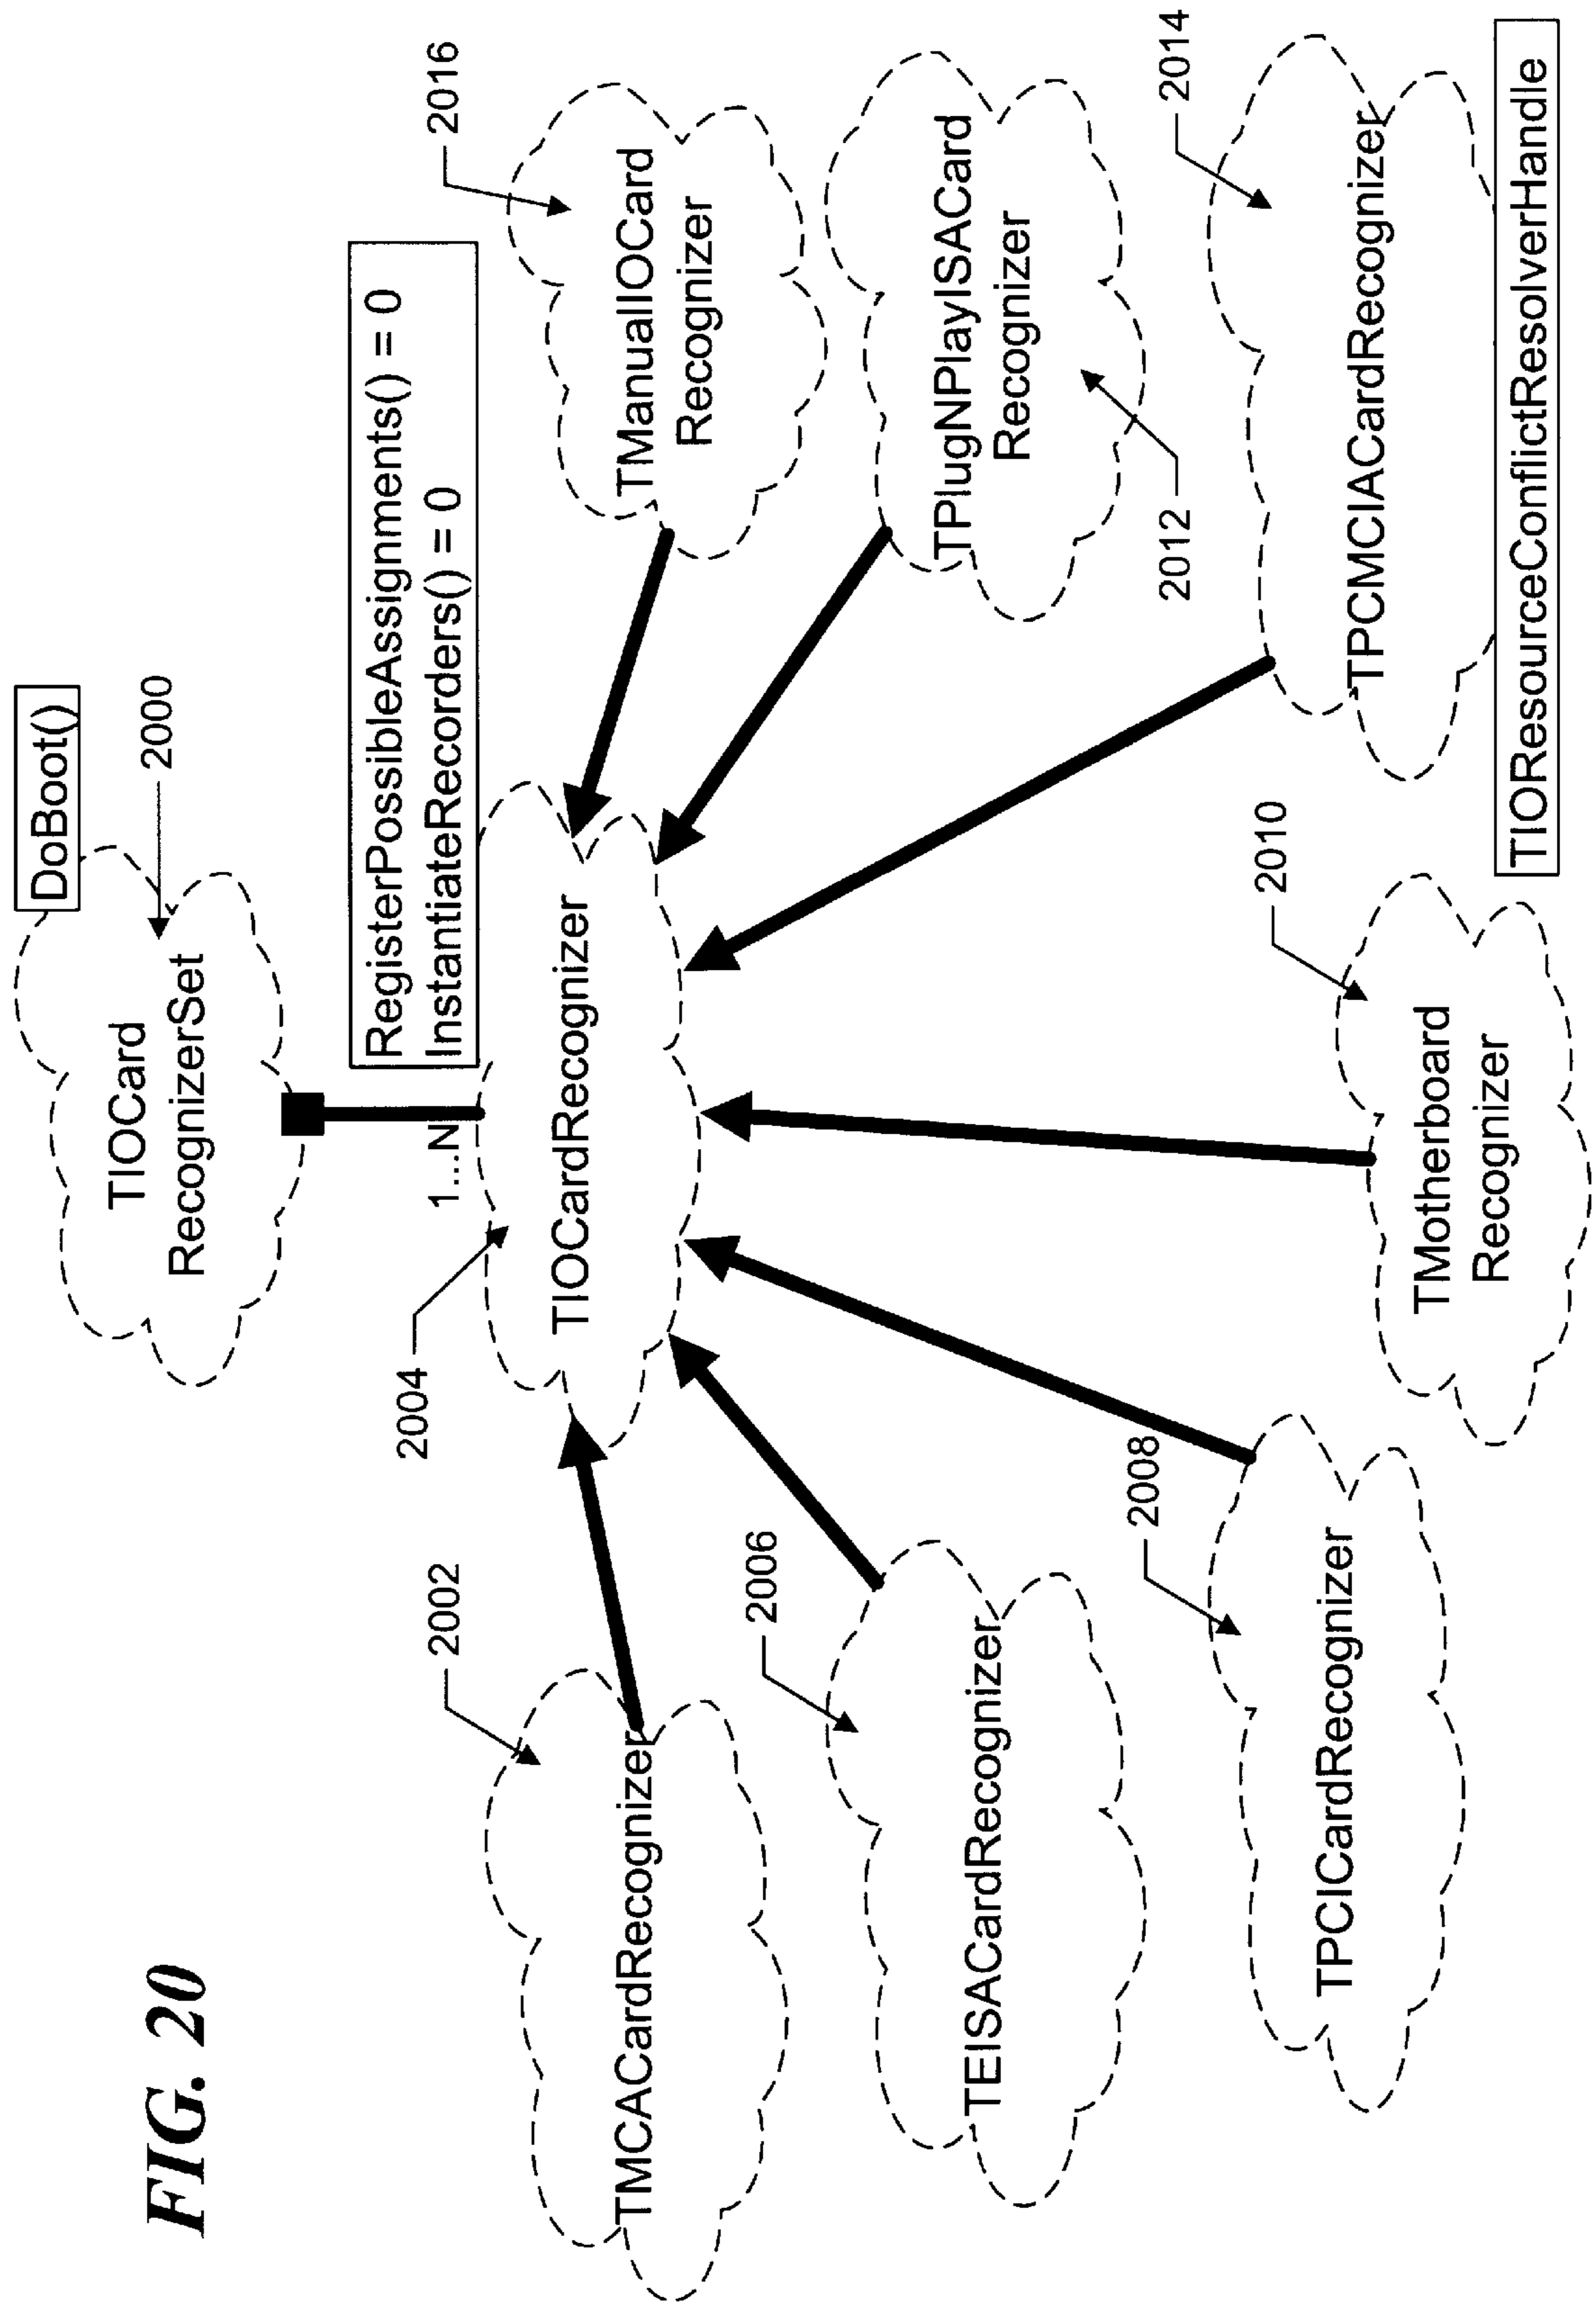 FIG. 20
DoBoot()
2000
TIOCard
RecognizerSet
RegisterPossibleAssignments() = 0
InstantiateRecorders() = 0
1...N
2004
TIOCardRecognizer
2002
TMCACardRecognizer
2016
TManualIOCard
Recognizer
2006
TEISACardRecognizer
TPlugNPlayISACard
Recognizer
2012
2008
TPCICardRecognizer
2010
TMotherboard
Recognizer
2014
TPCMCIACardRecognizer
TIOResourceConflictResolverHandle